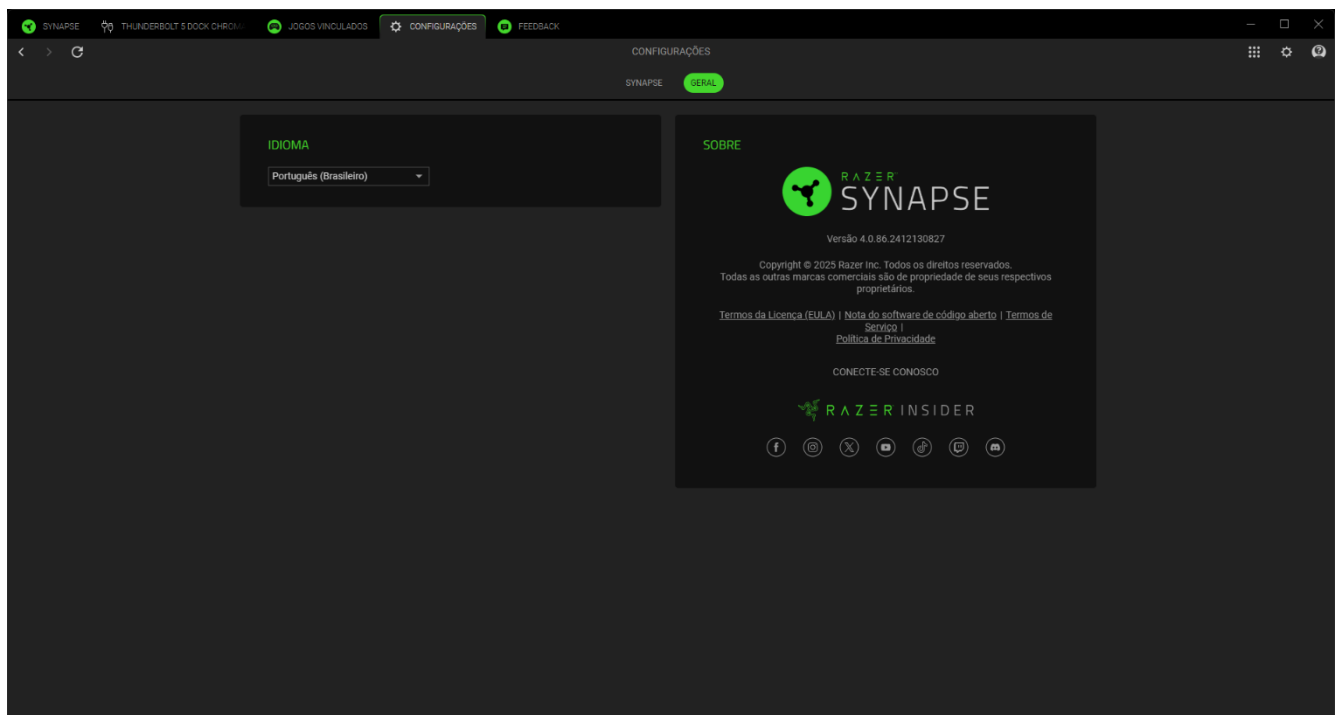 SYNAPSE
THUNDERBOLT 5 DOCK CHROMA
JOGOS VINCULADOS
CONFIGURAÇÕES
FEEDBACK
CONFIGURAÇÕES
SYNAPSE
GERAL
IDIOMA
Português (Brasileiro)
SOBRE
RAZER
SYNAPSE
Versão 4.0.86.2412130827
Copyright © 2025 Razer Inc. Todos os direitos reservados.
Todas as outras marcas comerciais são de propriedade de seus respectivos
proprietários.
Termos da Licença (EULA) | Nota do software de código aberto | Termos de
Serviço |
Política de Privacidade
CONECTE-SE CONOSCO
RAZER INSIDER